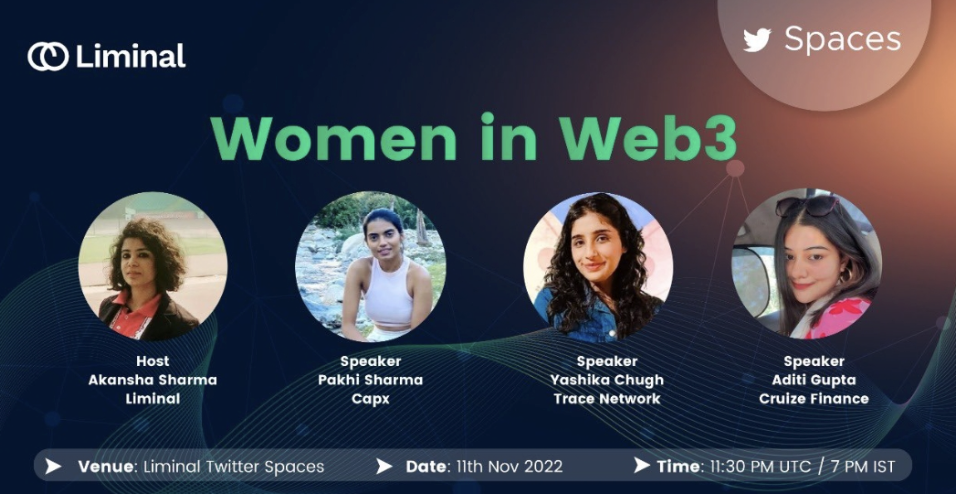 Liminal
Spaces
Women in Web3
Host
Akansha Sharma
Liminal
Speaker
Pakhi Sharma
Capx
Speaker
Yashika Chugh
Trace Network
Speaker
Aditi Gupta
Cruize Finance
Venue: Liminal Twitter Spaces
Date: 11th Nov 2022
Time: 11:30 PM UTC / 7 PM IST